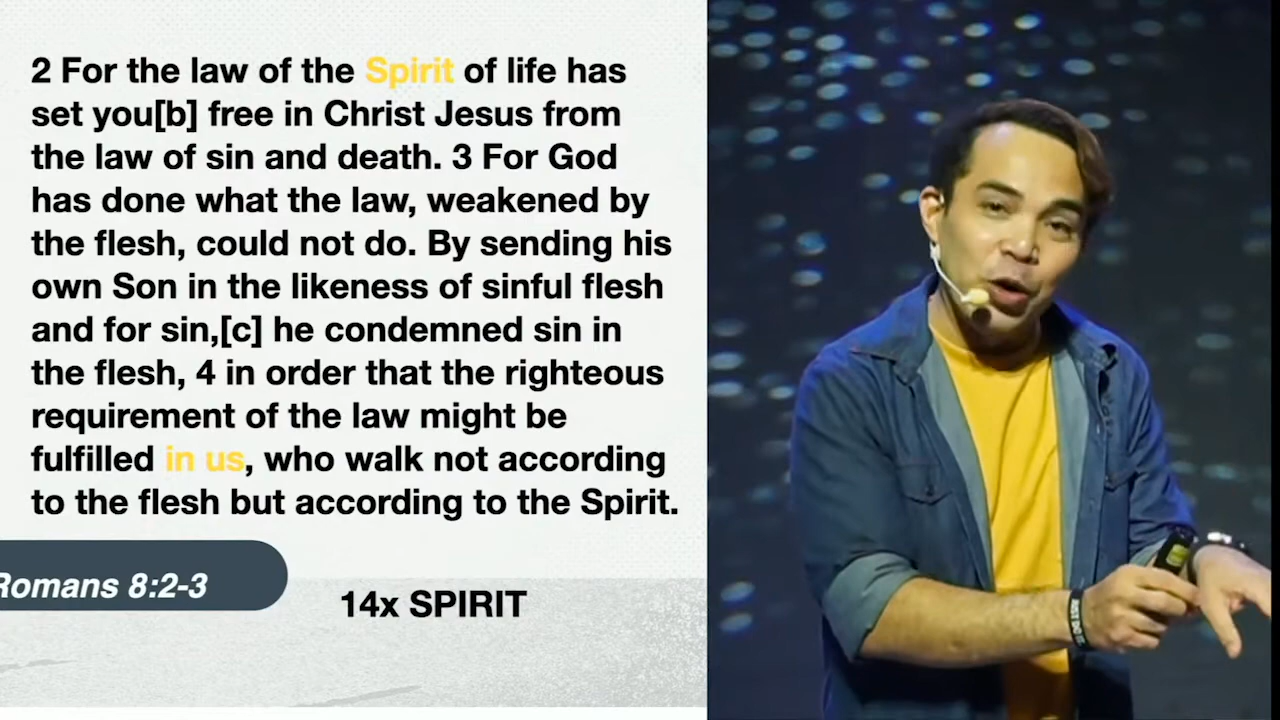 2 For the law of the Spirit of life has
set you[b] free in Christ Jesus from
the law of sin and death. 3 For God
has done what the law, weakened by
the flesh, could not do. By sending his
own Son in the likeness of sinful flesh
and for sin,[c] he condemned sin in
the flesh, 4 in order that the righteous
requirement of the law might be
fulfilled in us, who walk not according
to the flesh but according to the Spirit.
Romans 8:2-3
14x SPIRIT